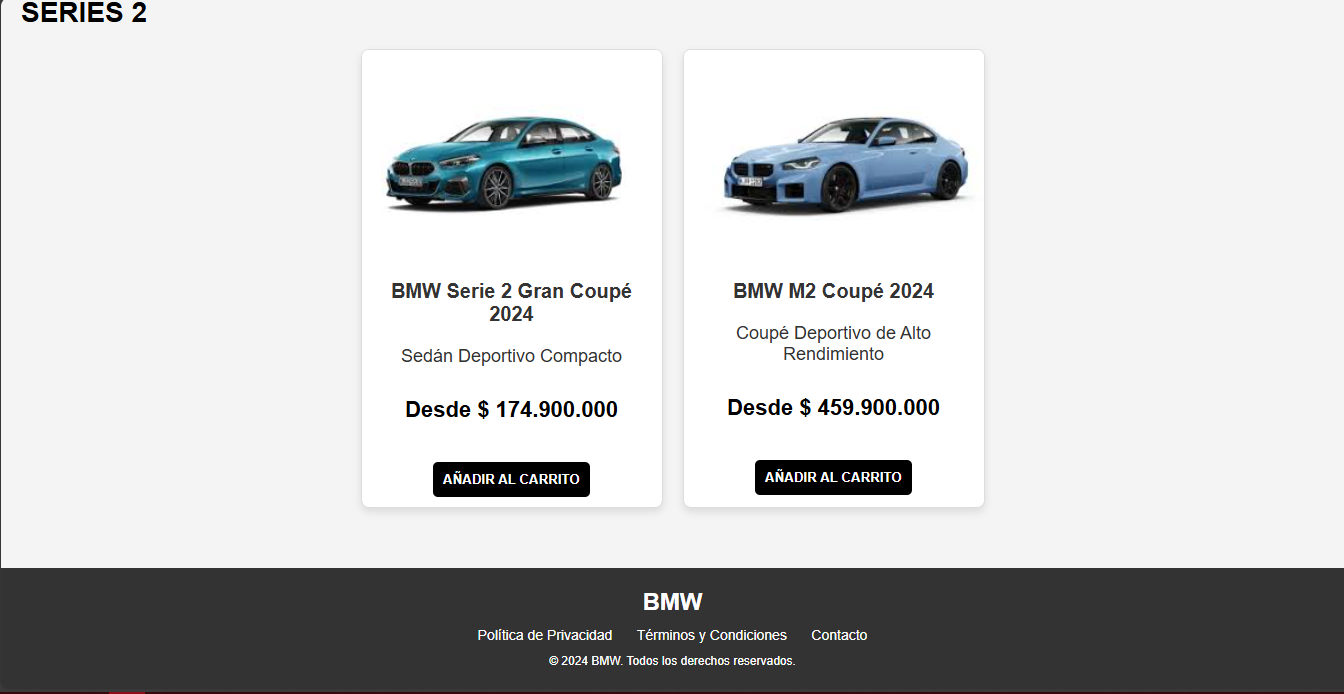 SERIES 2
BMW Serie 2 Gran Coupé
2024
Sedán Deportivo Compacto
Desde $ 174.900.000
AÑADIR AL CARRITO
BMW M2 Coupé 2024
Coupé Deportivo de Alto
Rendimiento
Desde $ 459.900.000
AÑADIR AL CARRITO
BMW
Política de Privacidad Términos y Condiciones Contacto
© 2024 BMW. Todos los derechos reservados.